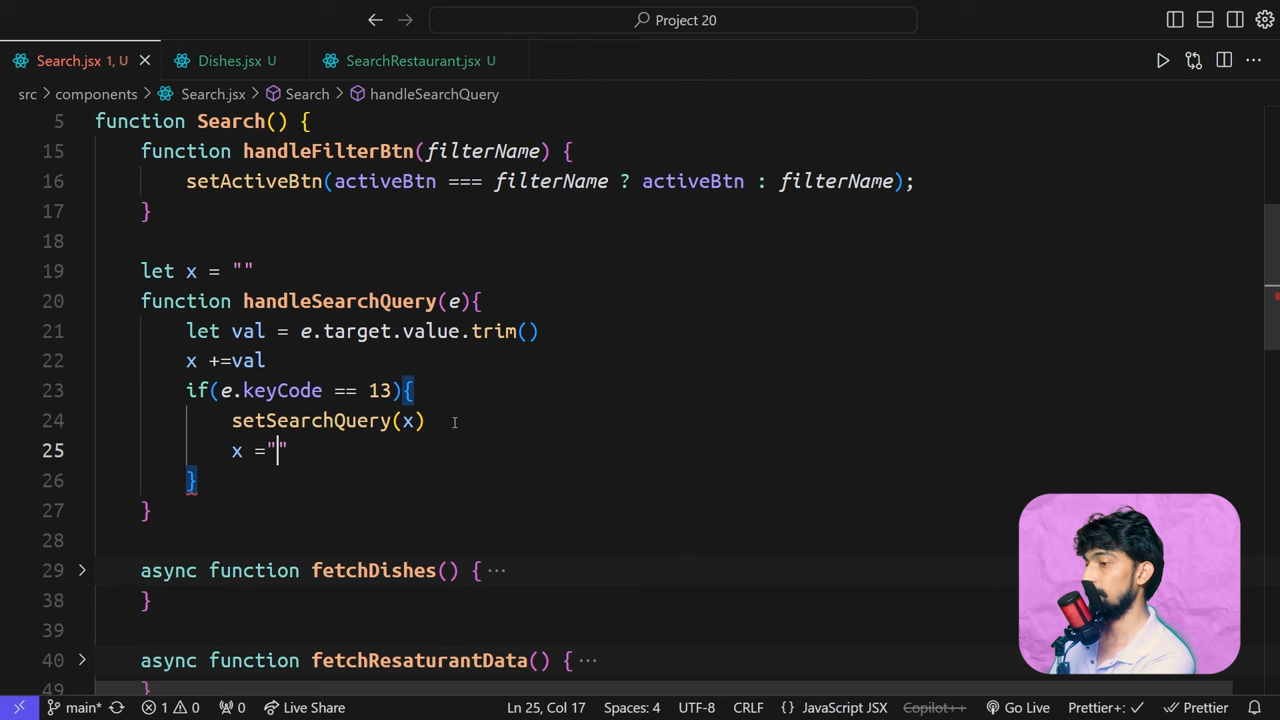 Project 20
Search.jsx 1, U
Dishes.jsx U
SearchRestaurant.jsx U
src > components > Search.jsx > Search > handleSearchQuery
5 function Search() {
15 function handleFilterBtn(filterName) {
16 setActiveBtn(activeBtn === filterName ? activeBtn : filterName);
17 }
18
19 let x = ""
20 function handleSearchQuery(e){
21 let val = e.target.value.trim()
22 x +=val
23 if(e.keyCode == 13){
24 setSearchQuery(x)
25 x =""
26 }
27 }
28
29 async function fetchDishes() { ...
38 }
39
40 async function fetchResaturantData() { ...
49 }
main* 1 0 0 Live Share Ln 25, Col 17 Spaces: 4 UTF-8 CRLF {} JavaScript JSX Copilot++ Go Live Prettier+: ✓ Prettier